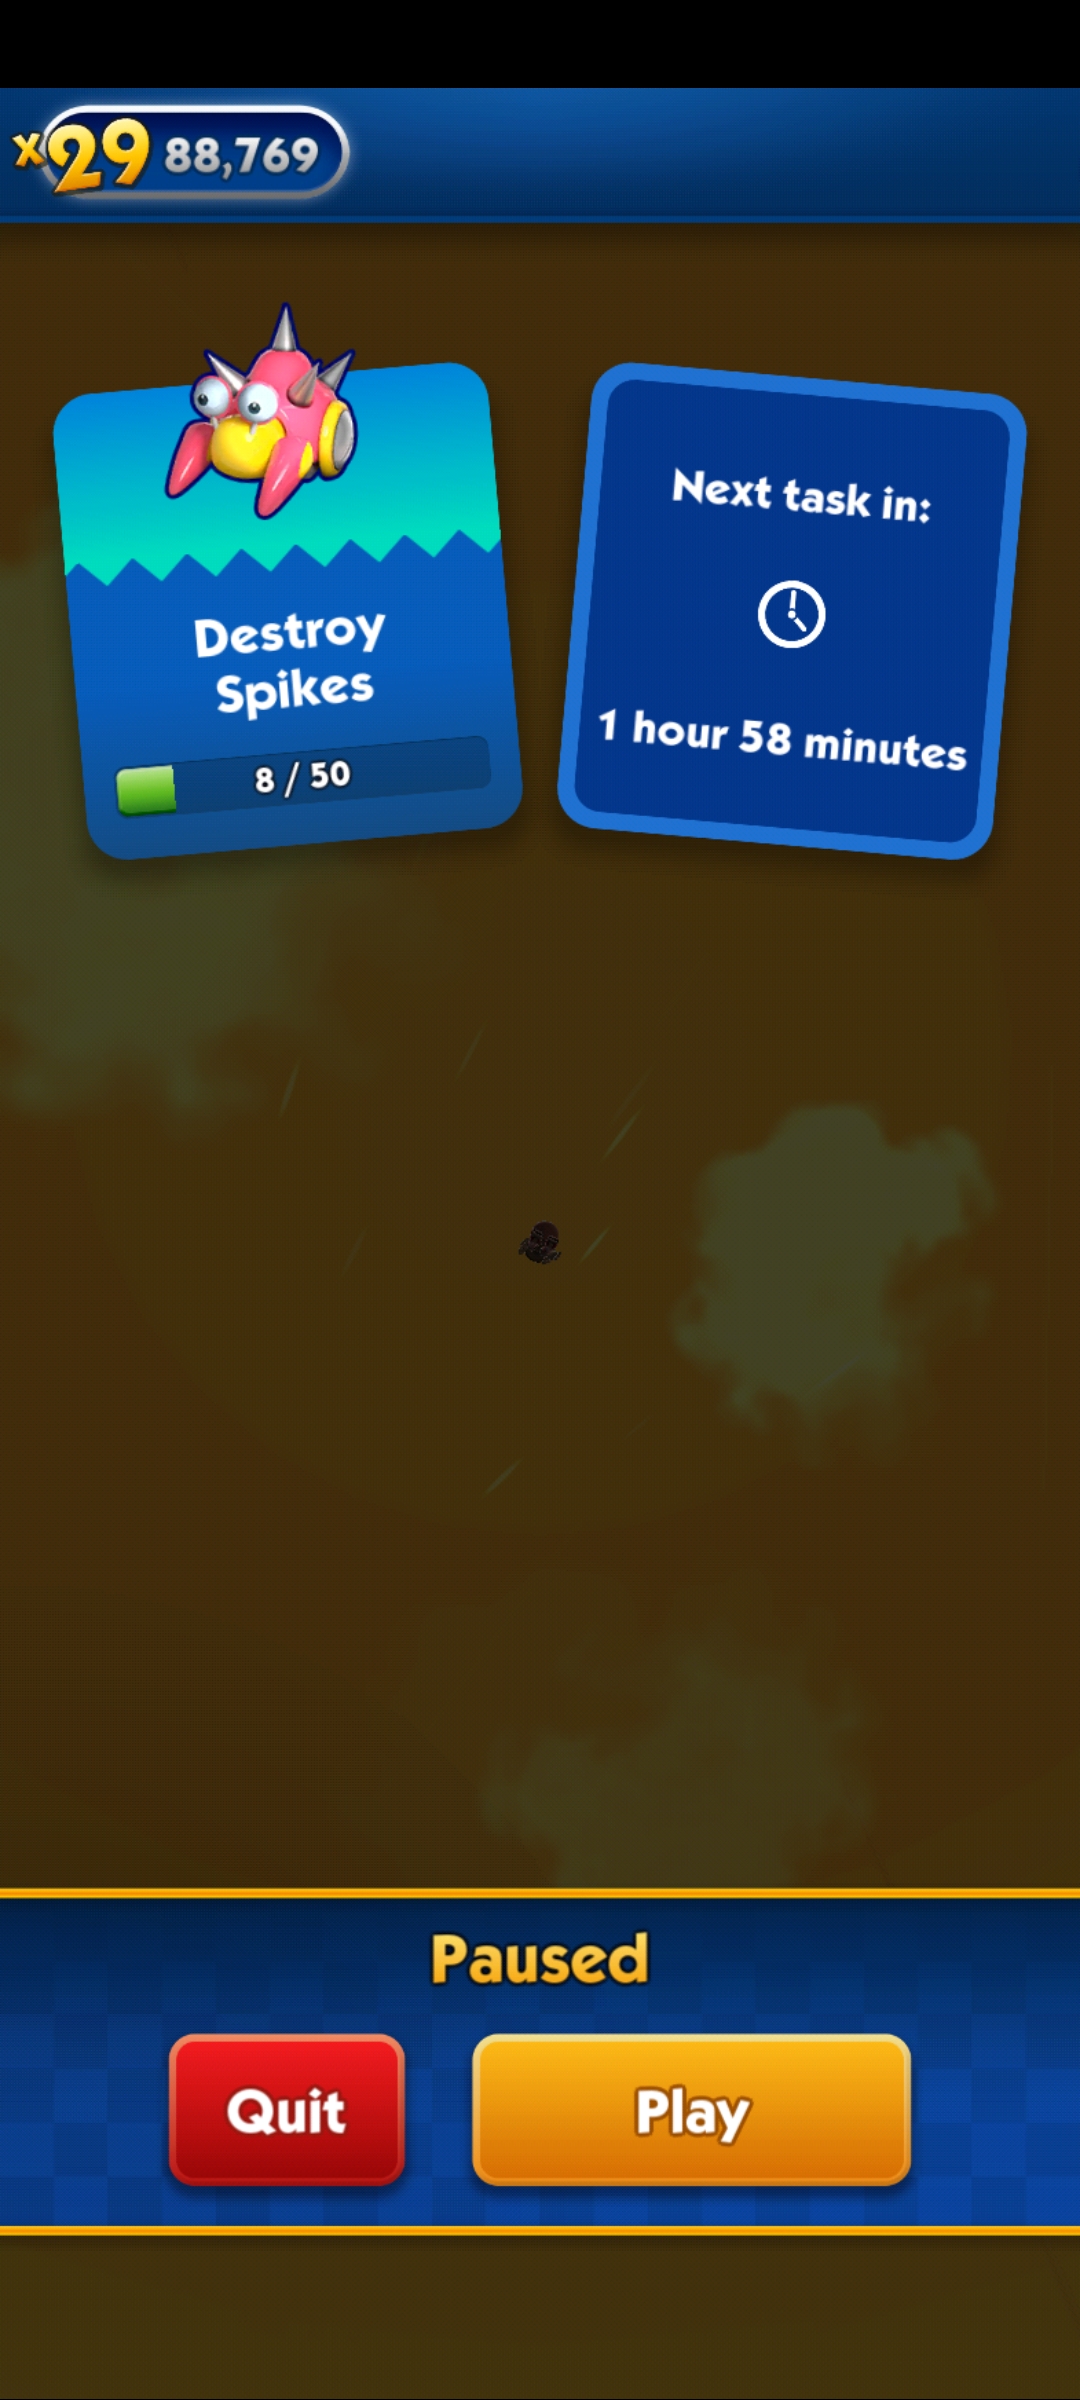 x29 88,769
Destroy
Spikes
8 / 50
Next task in:
1 hour 58 minutes
Paused
Quit
Play